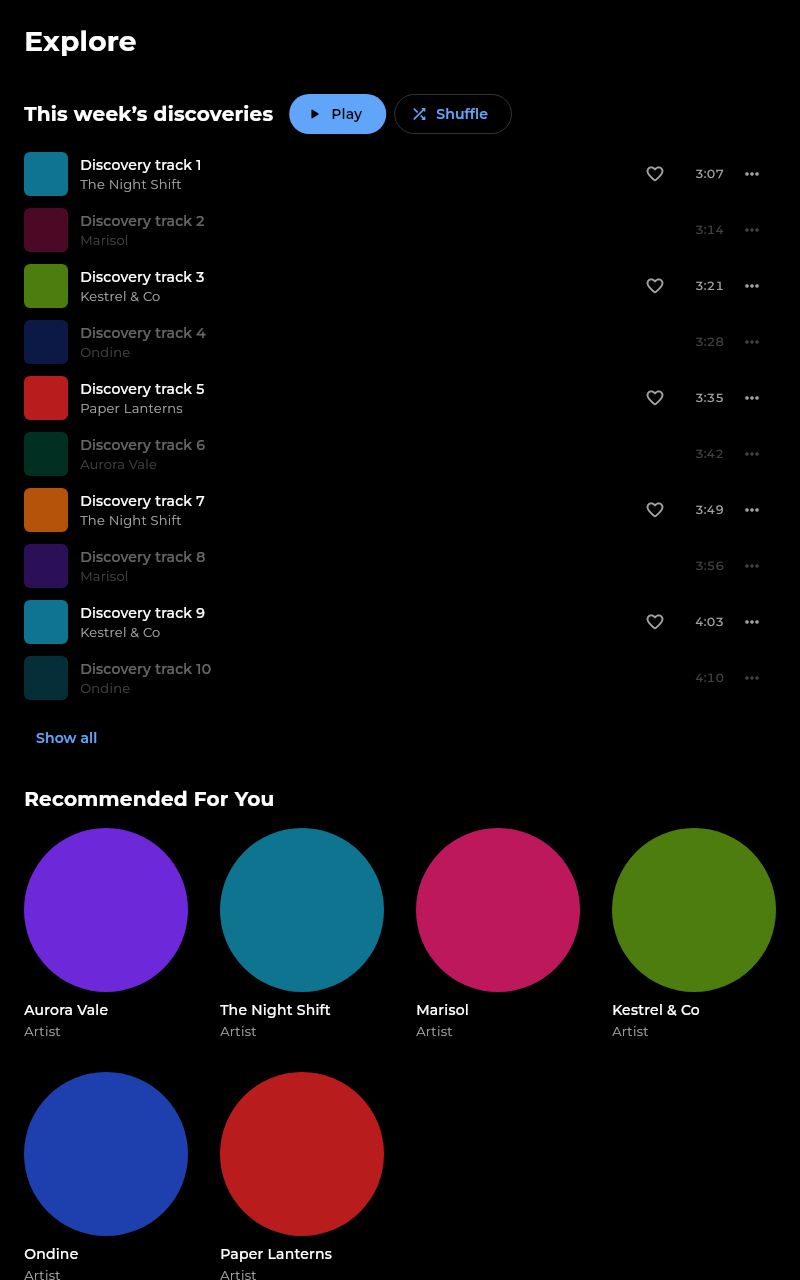 Explore
This week’s discoveries Play Shuffle
Discovery track 1
The Night Shift
3:07
Discovery track 2
Marisol
3:14
Discovery track 3
Kestrel & Co
3:21
Discovery track 4
Ondine
3:28
Discovery track 5
Paper Lanterns
3:35
Discovery track 6
Aurora Vale
3:42
Discovery track 7
The Night Shift
3:49
Discovery track 8
Marisol
3:56
Discovery track 9
Kestrel & Co
4:03
Discovery track 10
Ondine
4:10
Show all
Recommended For You
Aurora Vale
Artist
The Night Shift
Artist
Marisol
Artist
Kestrel & Co
Artist
Ondine
Artist
Paper Lanterns
Artist